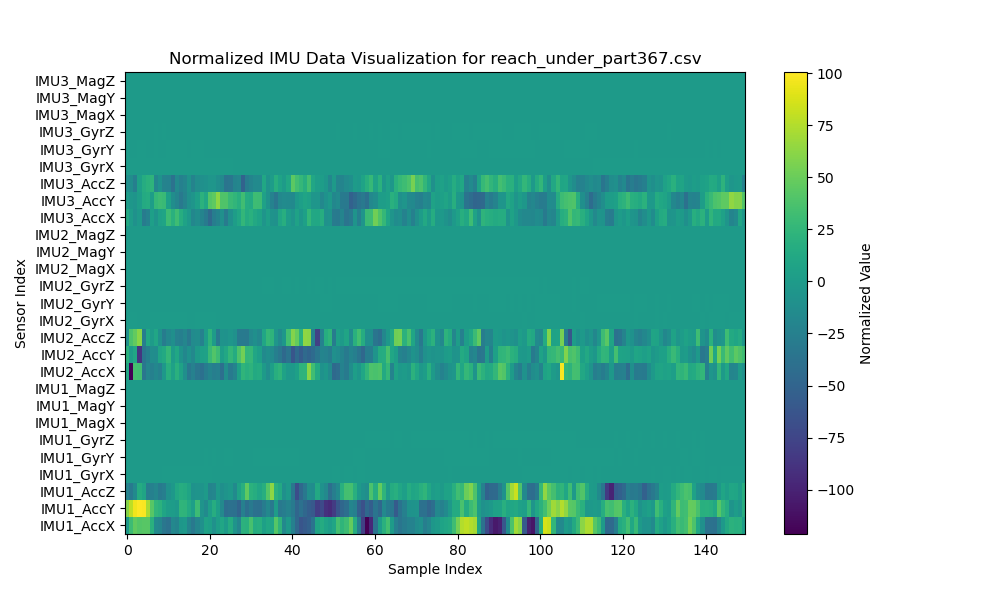 Normalized IMU Data Visualization for reach_under_part367.csv
IMU3_MagZ
IMU3_MagY
IMU3_MagX
IMU3_GyrZ
IMU3_GyrY
IMU3_GyrX
IMU3_AccZ
IMU3_AccY
IMU3_AccX
IMU2_MagZ
IMU2_MagY
IMU2_MagX
IMU2_GyrZ
IMU2_GyrY
IMU2_GyrX
IMU2_AccZ
IMU2_AccY
IMU2_AccX
IMU1_MagZ
IMU1_MagY
IMU1_MagX
IMU1_GyrZ
IMU1_GyrY
IMU1_GyrX
IMU1_AccZ
IMU1_AccY
IMU1_AccX
Sensor Index
0 20 40 60 80 100 120 140
Sample Index
100
75
50
25
0
−25
−50
−75
−100
Normalized Value